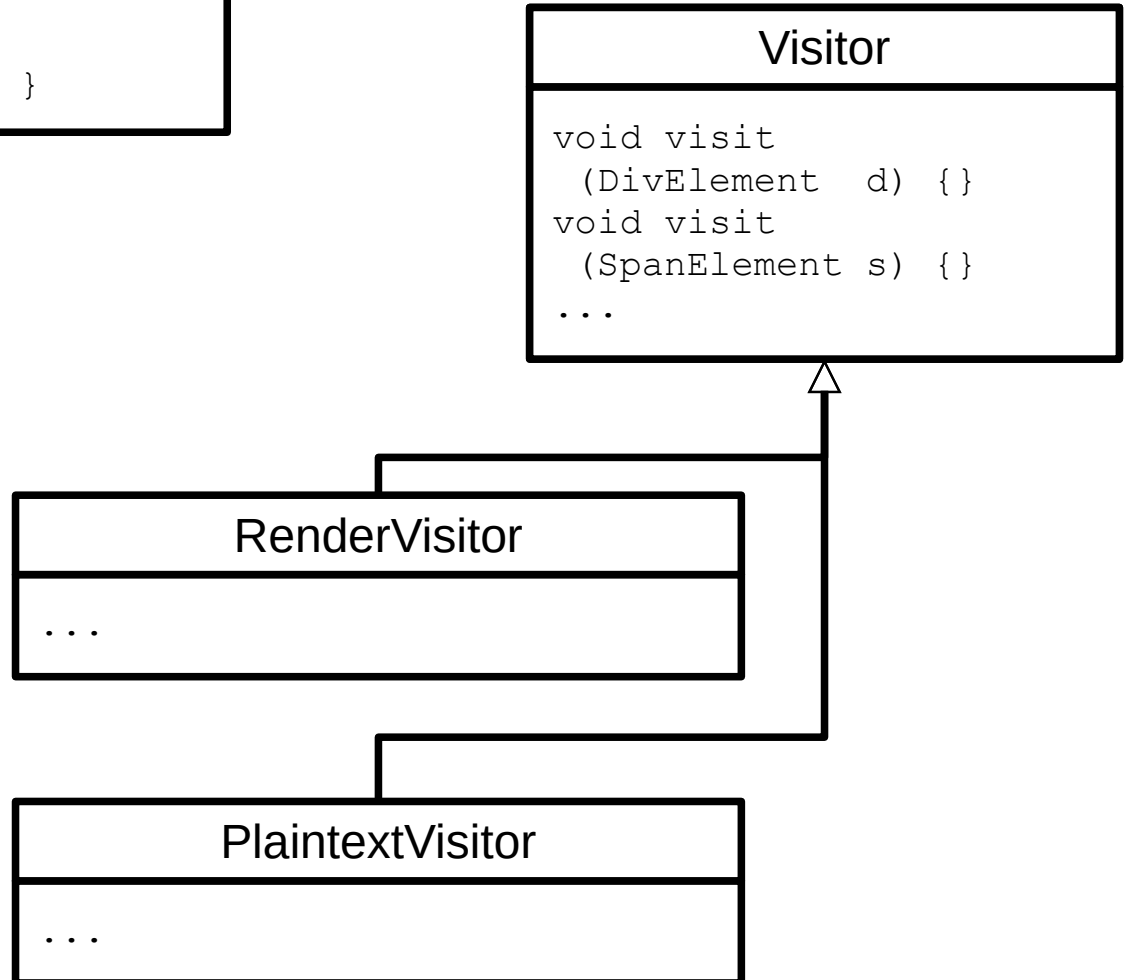 }
Visitor
void visit
 (DivElement  d) {}
void visit
 (SpanElement s) {}
...
RenderVisitor
...
PlaintextVisitor
...